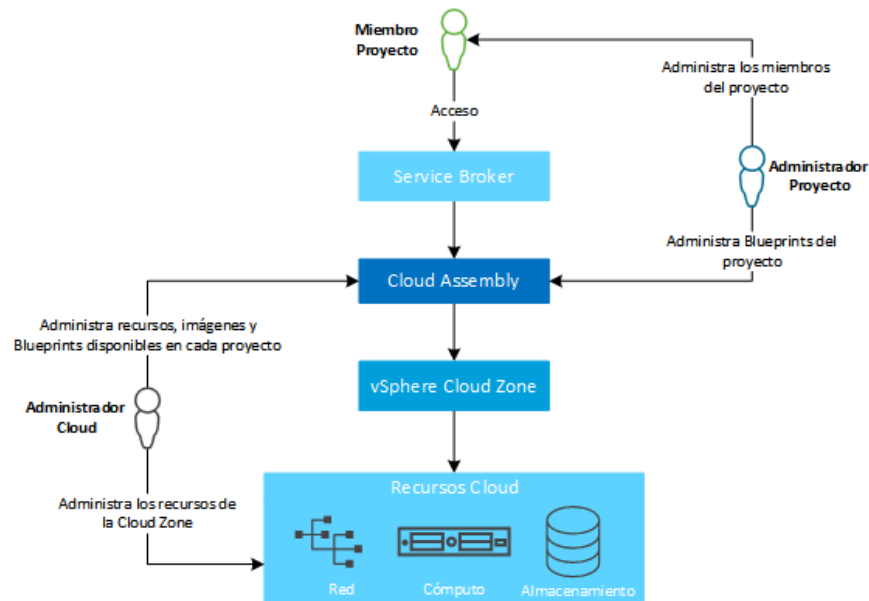 Miembro
Proyecto
Administra los miembros
del proyecto
Acceso
Service Broker
Administrador
Proyecto
Administra Blueprints del
proyecto
Cloud Assembly
Administra recursos, imágenes y
Blueprints disponibles en cada proyecto
vSphere Cloud Zone
Administrador
Cloud
Recursos Cloud
Administra los recursos de
la Cloud Zone
Red
Cómputo
Almacenamiento